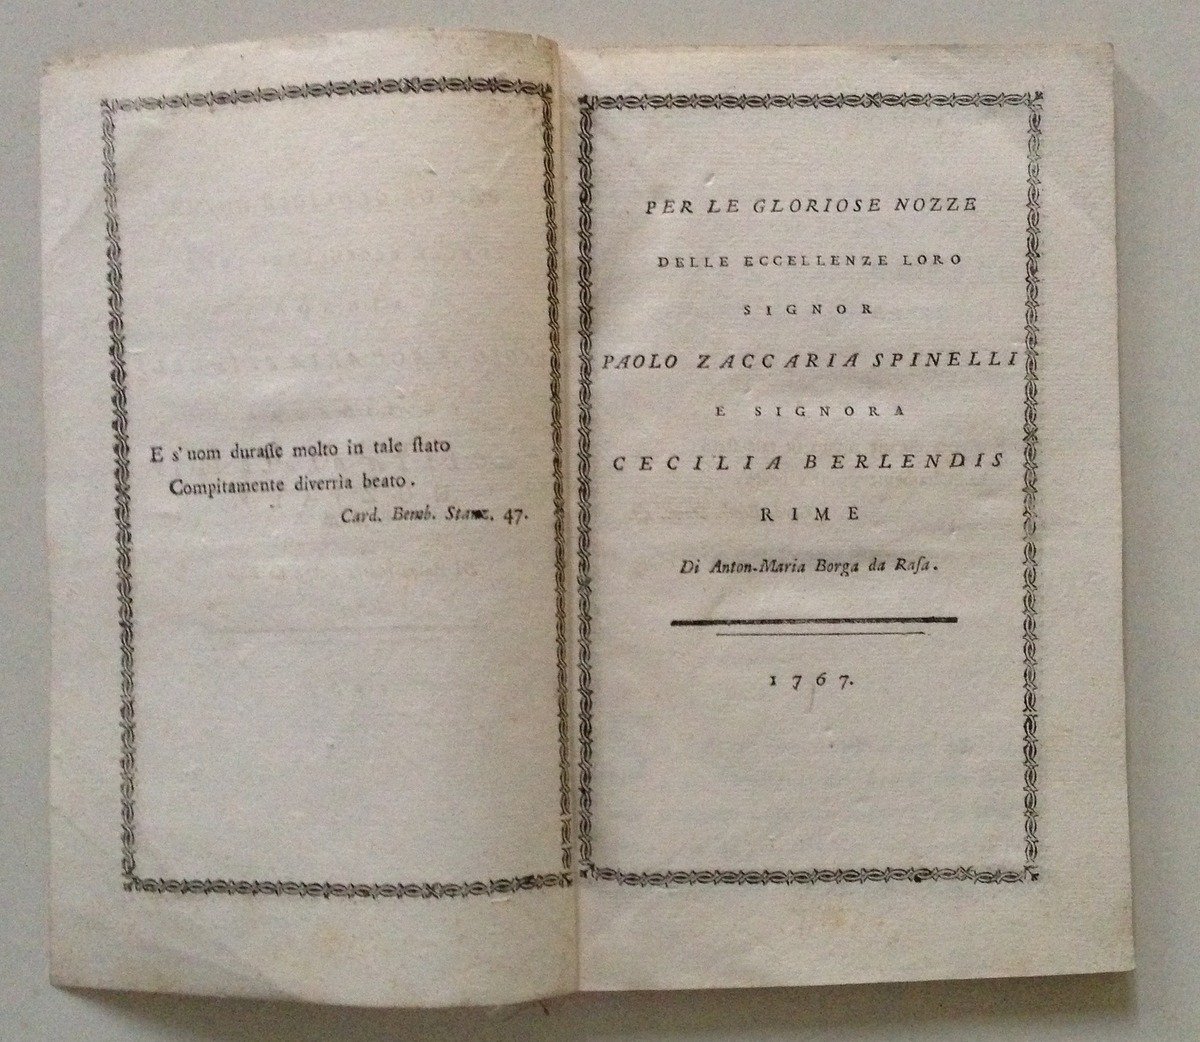 E s' uom duraſſe molto in tale ſtato
Compitamente diverrìa beato.
Card. Bemb. Stanz. 47.
PER LE GLORIOSE NOZZE
DELLE ECCELLENZE LORO
SIGNOR
PAOLO ZACCARIA SPINELLI
E SIGNORA
CECILIA BERLENDIS
RIME
Di Anton-Maria Borga da Raſa.
1767.